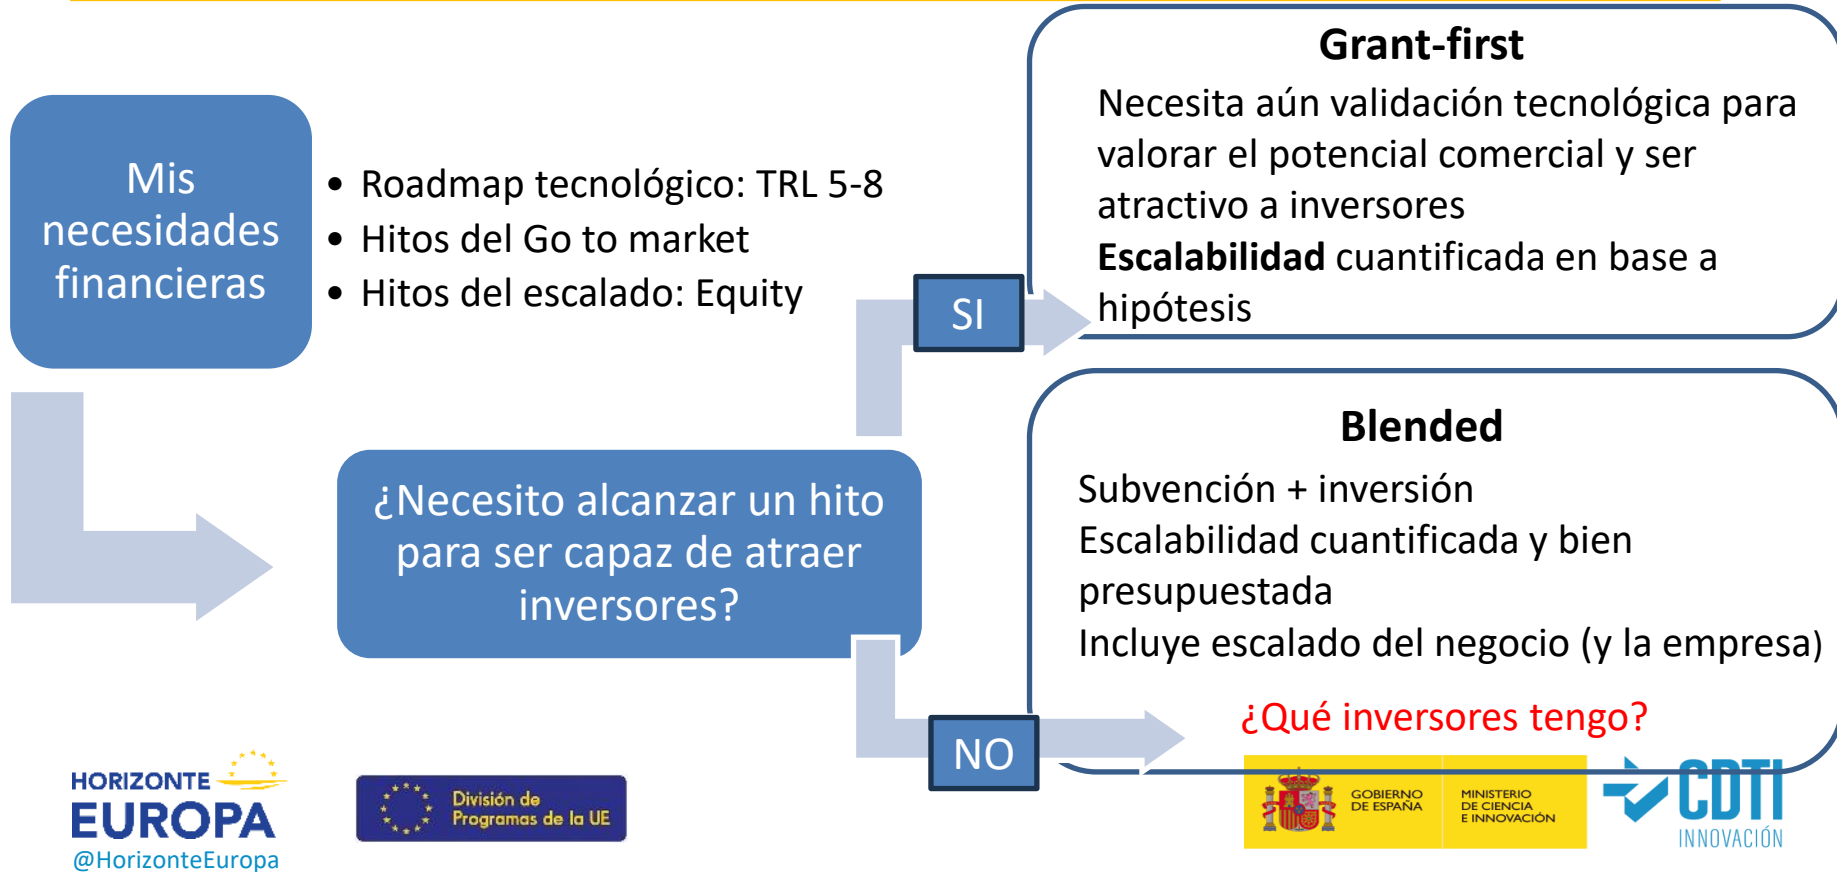 Mis
necesidades
financieras
• Roadmap tecnológico: TRL 5-8
• Hitos del Go to market
• Hitos del escalado: Equity
¿Necesito alcanzar un hito
para ser capaz de atraer
inversores?
SI
Grant-first
Necesita aún validación tecnológica para
valorar el potencial comercial y ser
atractivo a inversores
Escalabilidad cuantificada en base a
hipótesis
NO
Blended
Subvención + inversión
Escalabilidad cuantificada y bien
presupuestada
Incluye escalado del negocio (y la empresa)
¿Qué inversores tengo?
HORIZONTE
EUROPA
@HorizonteEuropa
División de
Programas de la UE
GOBIERNO
DE ESPAÑA
MINISTERIO
DE CIENCIA
E INNOVACIÓN
CDTI
INNOVACIÓN